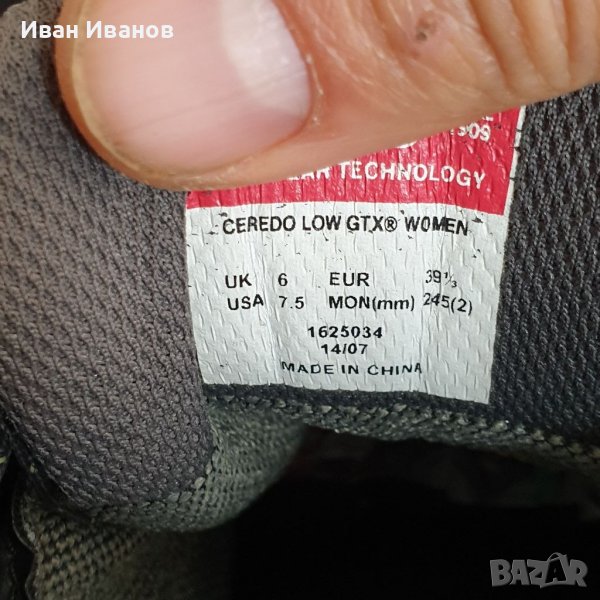 Иван Иванов
TECHNOLOGY
CEREDO LOW GTX® WOMEN
UK 6 EUR 39⅓
USA 7.5 MON(mm) 245(2)
1625034
14/07
MADE IN CHINA
BAZAR